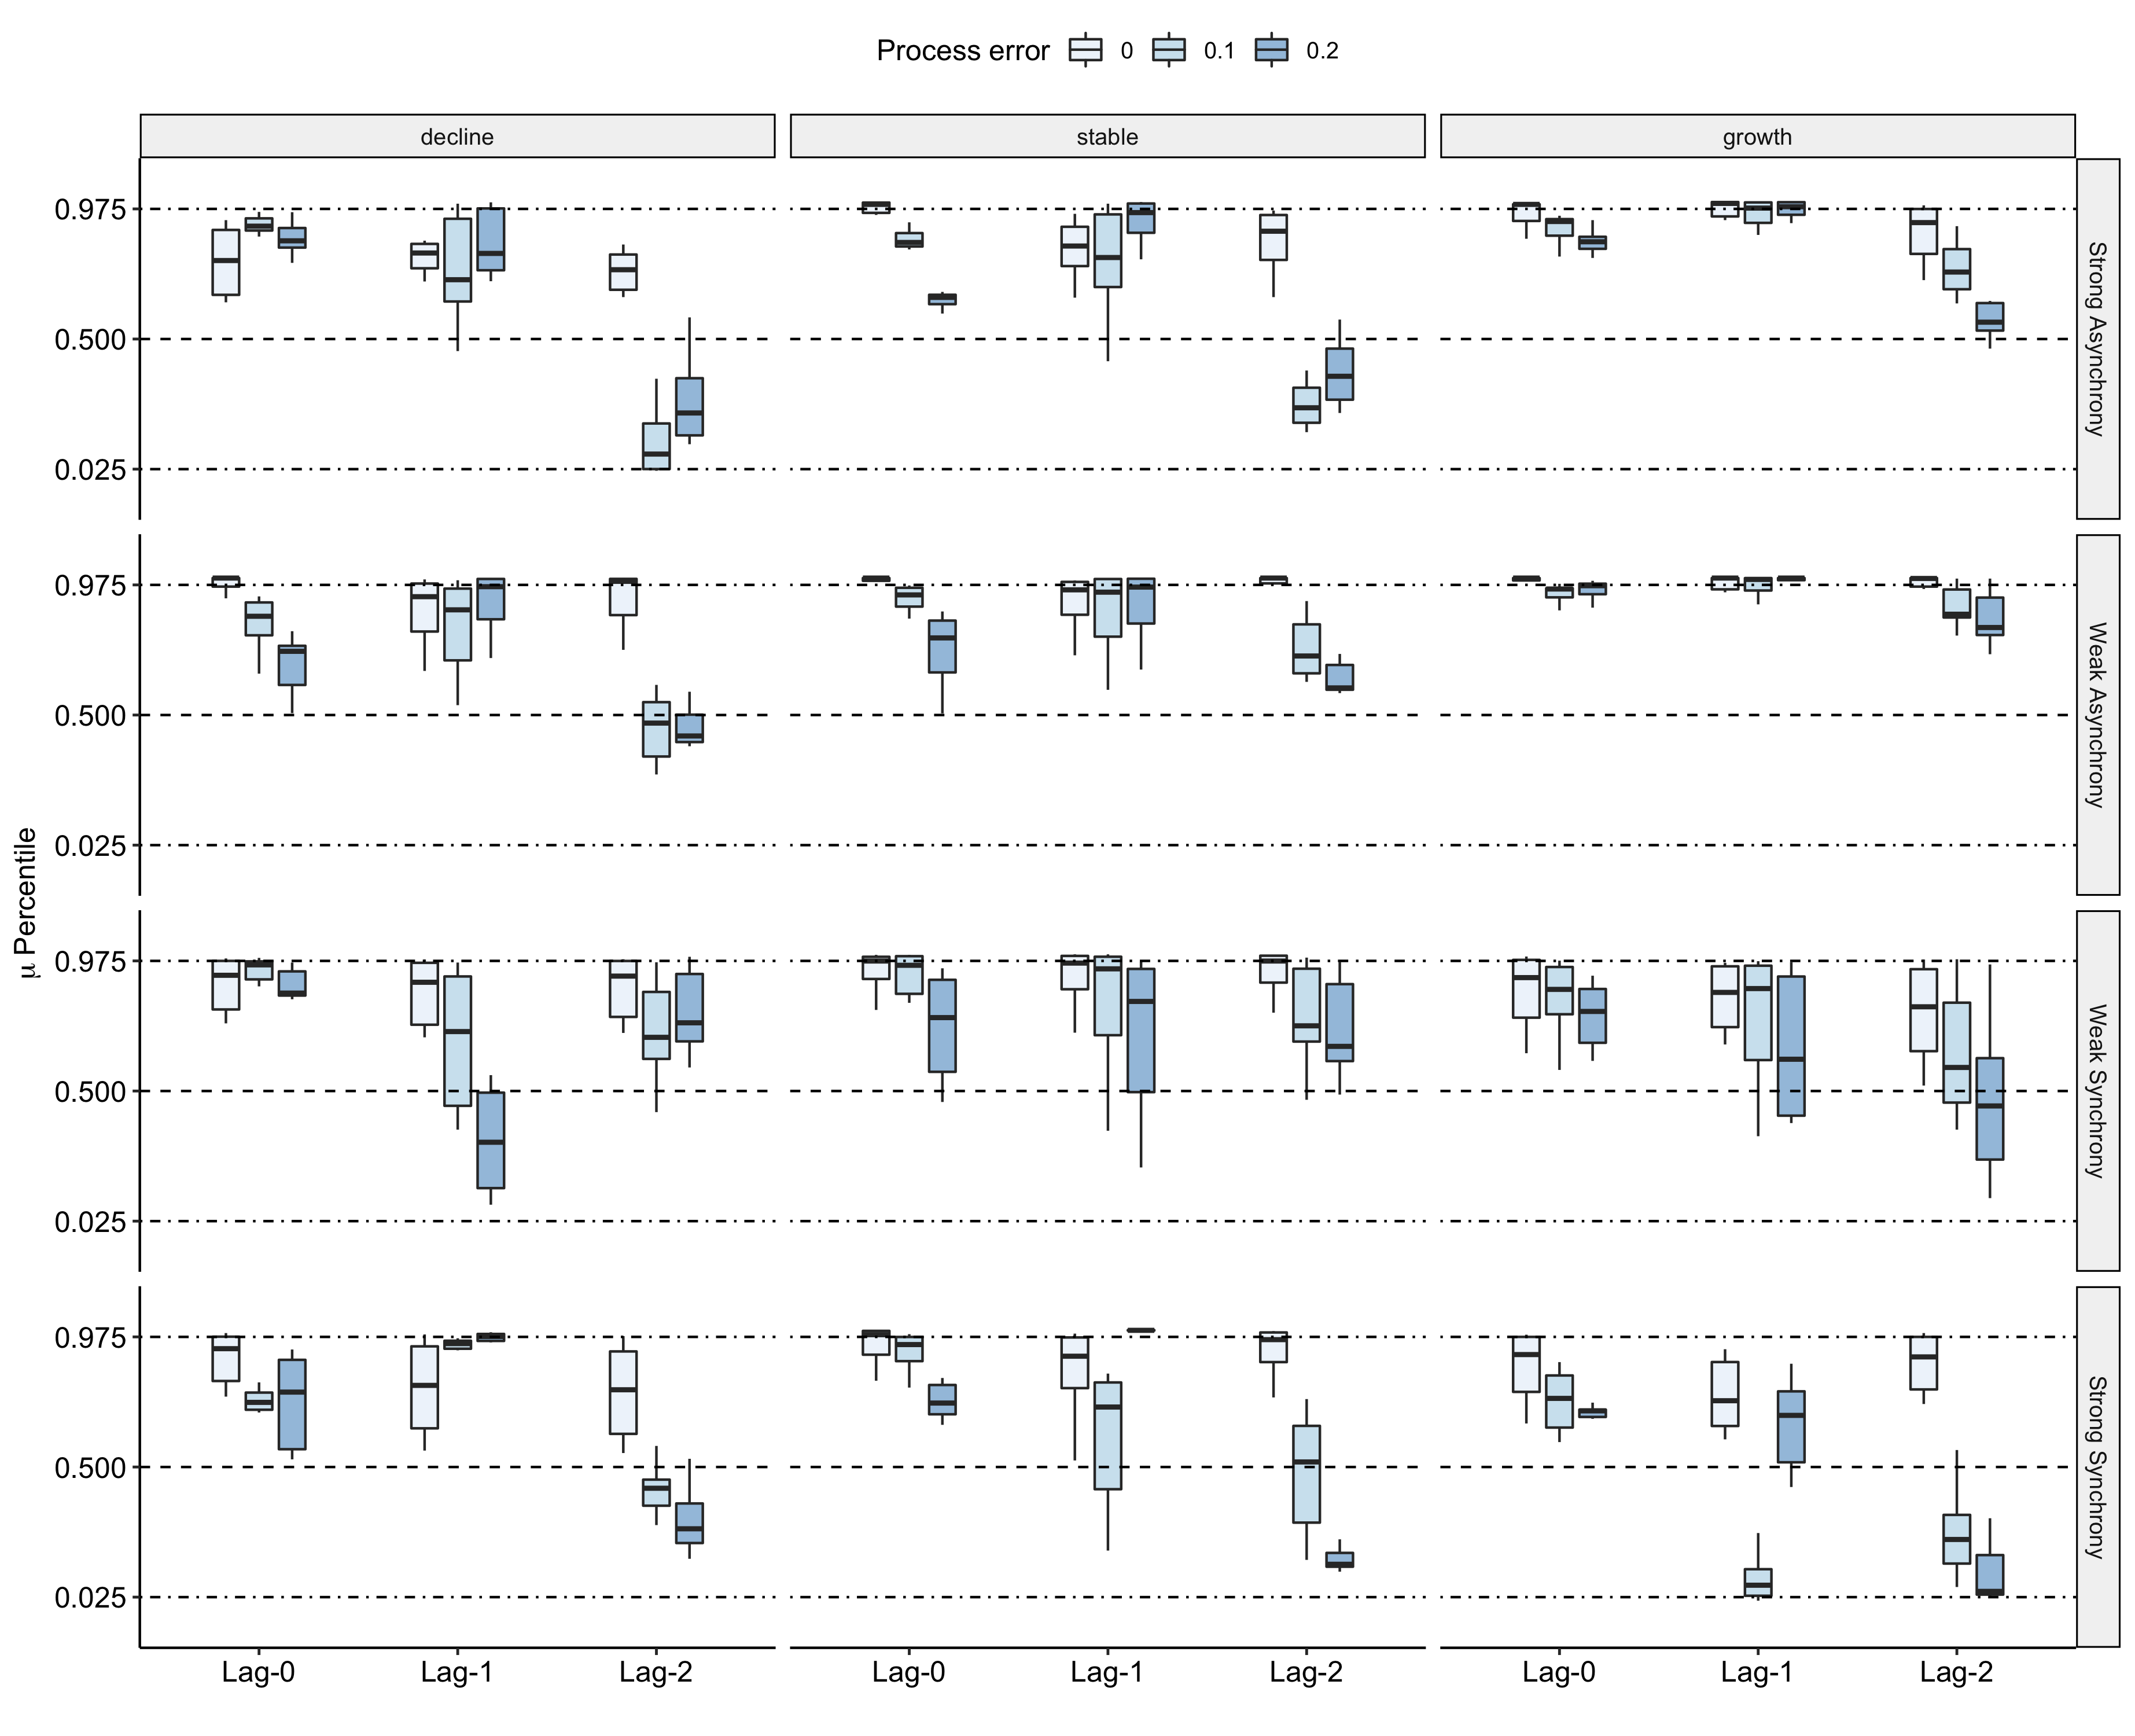 Process error 0 0.1 0.2
decline stable growth
0.975
0.500
0.025
Strong Asynchrony
0.975
0.500
0.025
Weak Asynchrony
μ Percentile
0.975
0.500
0.025
Weak Synchrony
0.975
0.500
0.025
Strong Synchrony
Lag-0 Lag-1 Lag-2 Lag-0 Lag-1 Lag-2 Lag-0 Lag-1 Lag-2